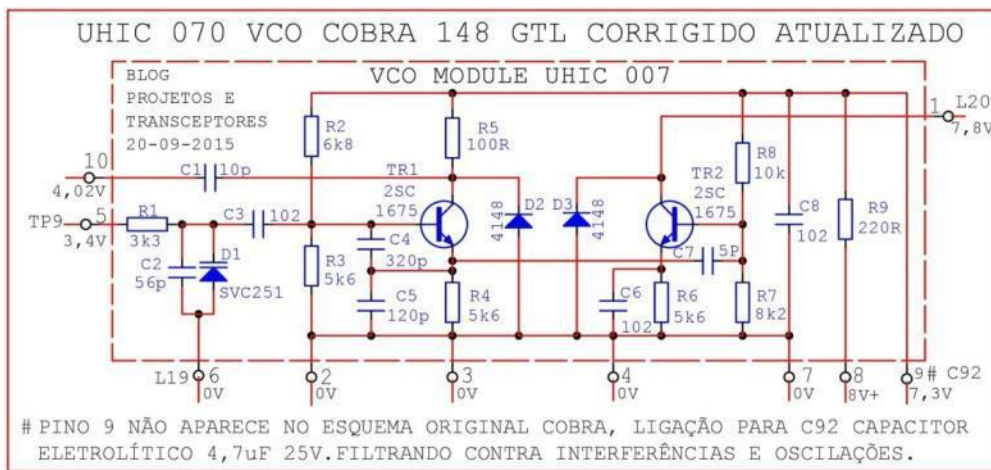 UHIC 070 VCO COBRA 148 GTL CORRIGIDO ATUALIZADO
VCO MODULE UHIC 007
BLOG
PROJETOS E
TRANSCEPTORES
20-09-2015
10
4,02V
C1
10p
R2
6k8
R5
100R
TR1
2SC
1675
D2
4148
D3
4148
TR2
2SC
1675
R8
10k
C8
102
R9
220R
1
L20
7,8V
TP9
5
3,4V
R1
3k3
C3
102
C2
56p
D1
SVC251
R3
5k6
C4
320p
C5
120p
R4
5k6
C7
5P
C6
102
R6
5k6
R7
8k2
L19
6
0V
2
0V
3
0V
4
0V
7
0V
8
8V+
9
# C92
7,3V
# PINO 9 NÃO APARECE NO ESQUEMA ORIGINAL COBRA, LIGAÇÃO PARA C92 CAPACITOR
ELETROLÍTICO 4,7uF 25V.FILTRANDO CONTRA INTERFERÊNCIAS E OSCILAÇÕES.